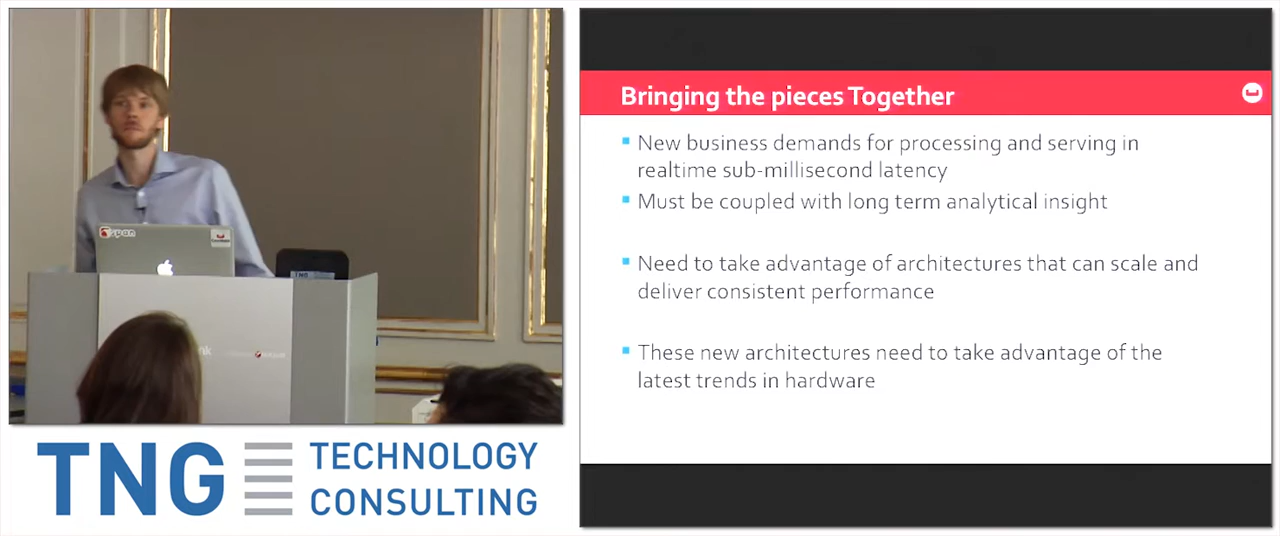 Bringing the pieces Together
New business demands for processing and serving in
realtime sub-millisecond latency
Must be coupled with long term analytical insight
Need to take advantage of architectures that can scale and
deliver consistent performance
These new architectures need to take advantage of the
latest trends in hardware
span
TNG
TNG
TECHNOLOGY
CONSULTING